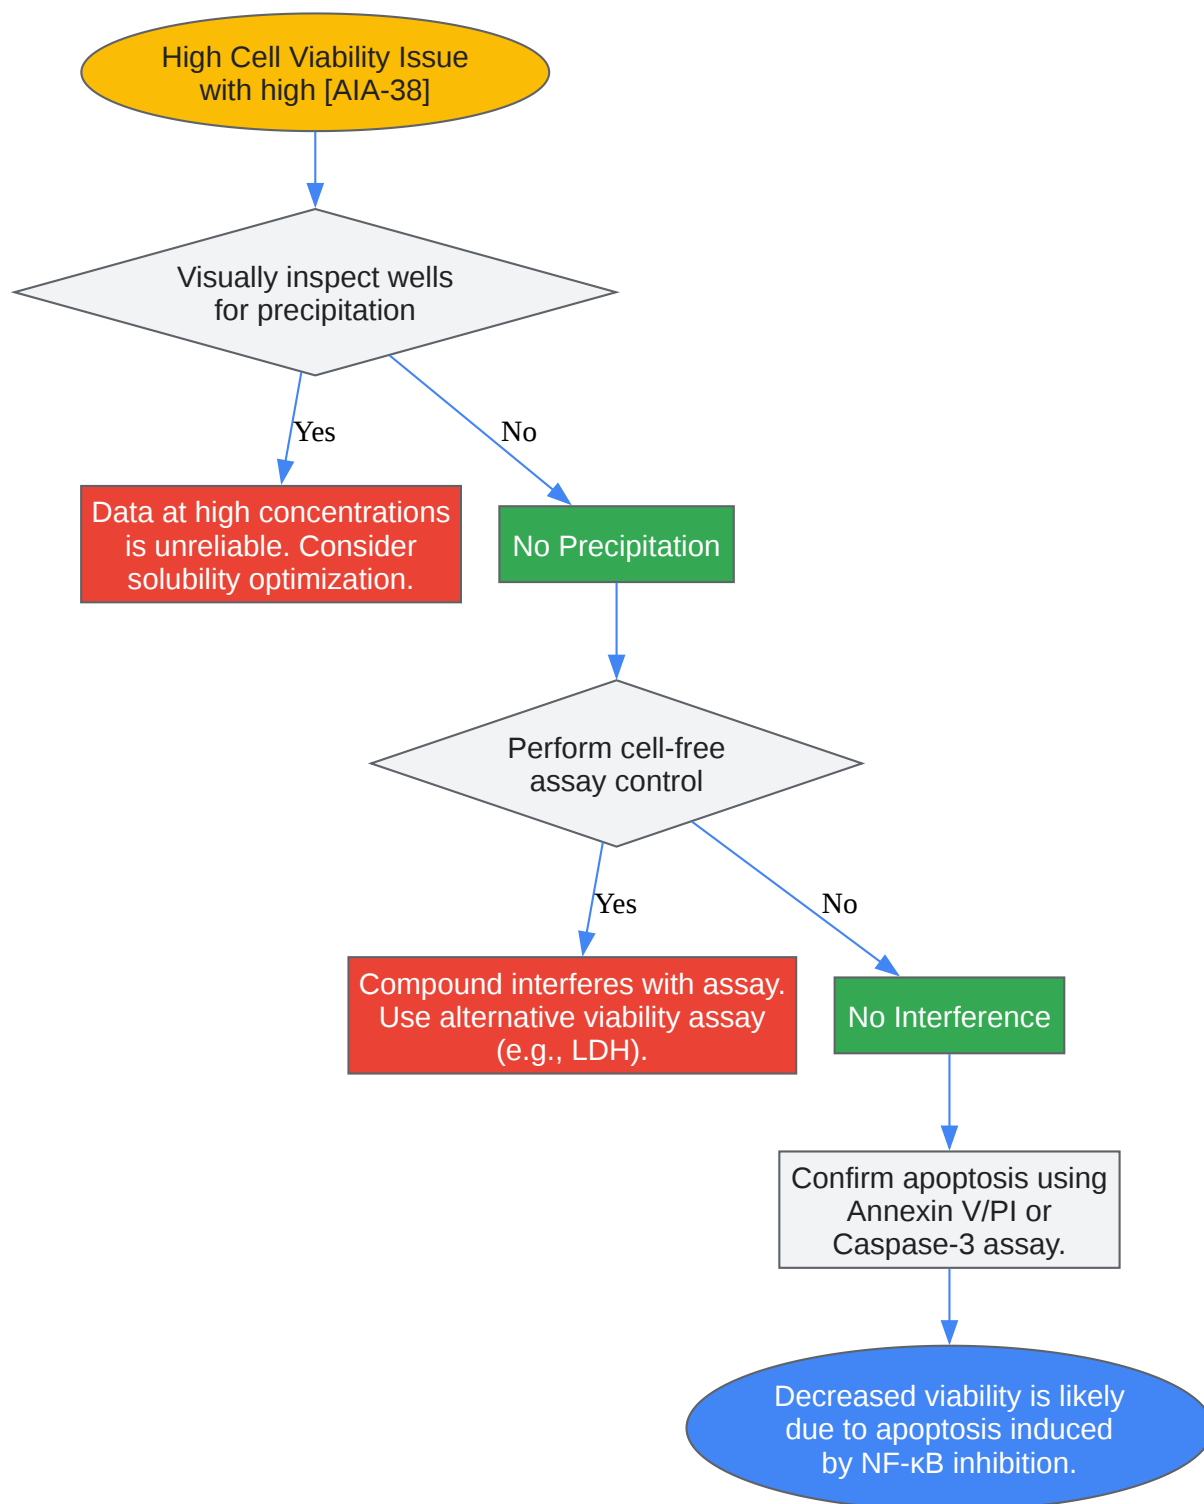 High Cell Viability Issue
with high [AIA-38]
Visually inspect wells
for precipitation
Yes
No
Data at high concentrations
is unreliable. Consider
solubility optimization.
No Precipitation
Perform cell-free
assay control
Yes
No
Compound interferes with assay.
Use alternative viability assay
(e.g., LDH).
No Interference
Confirm apoptosis using
Annexin V/PI or
Caspase-3 assay.
Decreased viability is likely
due to apoptosis induced
by NF-κB inhibition.